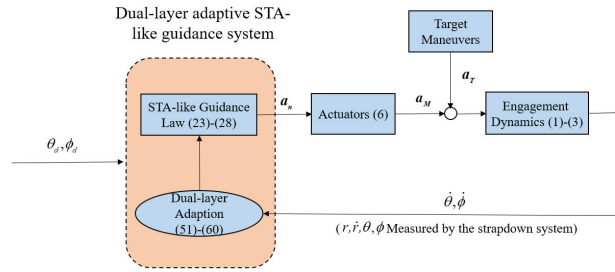 Dual-layer adaptive STA-
like guidance system
Target
Maneuvers
a_T
STA-like Guidance
Law (23)-(28)
a_n
Actuators (6)
a_M
Engagement
Dynamics (1)-(3)
θ_d, ϕ_d
Dual-layer
Adaption
(51)-(60)
θ̇, ϕ̇
(r, ṙ, θ, ϕ Measured by the strapdown system)